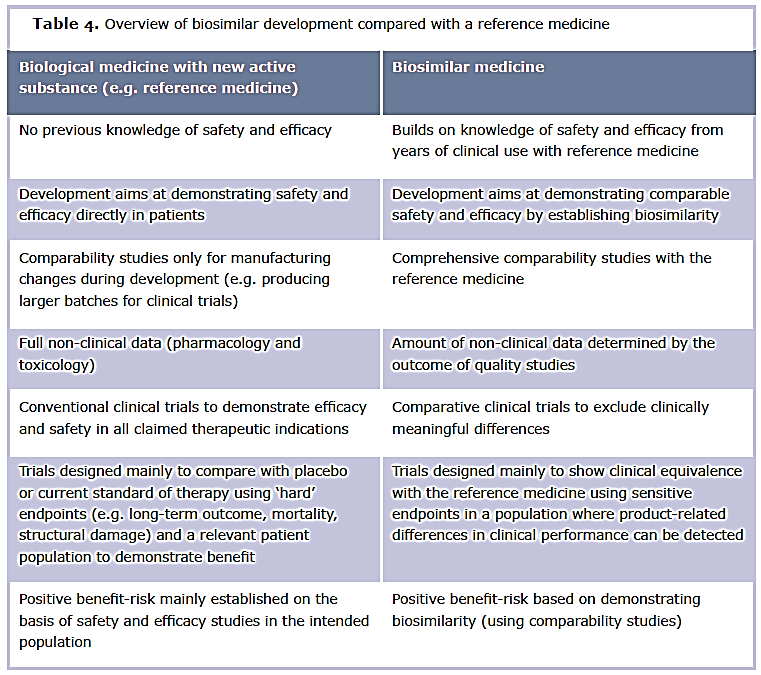 Table 4. Overview of biosimilar development compared with a reference medicine
Biological medicine with new active
substance (e.g. reference medicine)
Biosimilar medicine
No previous knowledge of safety and efficacy
Builds on knowledge of safety and efficacy from
years of clinical use with reference medicine
Development aims at demonstrating safety and
efficacy directly in patients
Development aims at demonstrating comparable
safety and efficacy by establishing biosimilarity
Comparability studies only for manufacturing
changes during development (e.g. producing
larger batches for clinical trials)
Comprehensive comparability studies with the
reference medicine
Full non-clinical data (pharmacology and
toxicology)
Amount of non-clinical data determined by the
outcome of quality studies
Conventional clinical trials to demonstrate efficacy
and safety in all claimed therapeutic indications
Comparative clinical trials to exclude clinically
meaningful differences
Trials designed mainly to compare with placebo
or current standard of therapy using ‘hard’
endpoints (e.g. long-term outcome, mortality,
structural damage) and a relevant patient
population to demonstrate benefit
Trials designed mainly to show clinical equivalence
with the reference medicine using sensitive
endpoints in a population where product-related
differences in clinical performance can be detected
Positive benefit-risk mainly established on the
basis of safety and efficacy studies in the intended
population
Positive benefit-risk based on demonstrating
biosimilarity (using comparability studies)